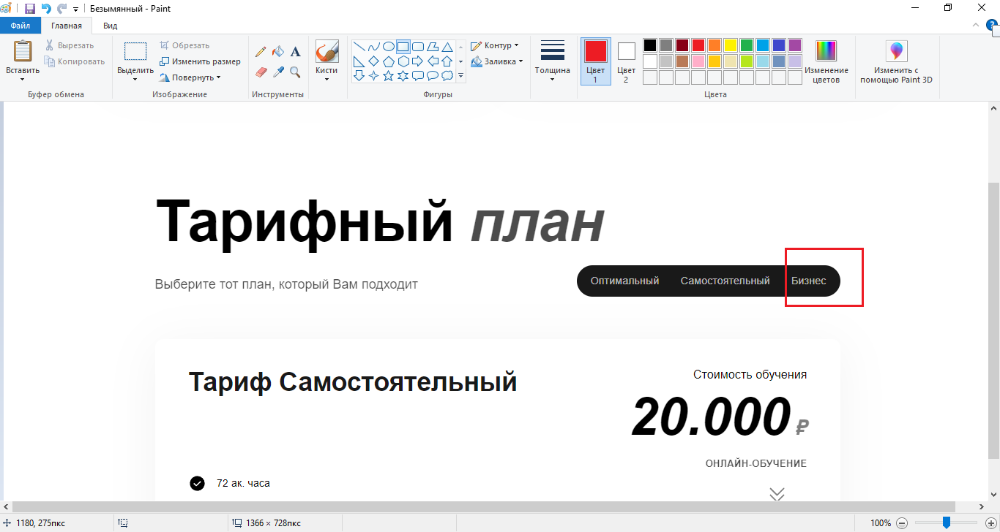 Безымянный - Paint
Файл
Главная
Вид
Вставить
Вырезать
Копировать
Буфер обмена
Выделить
Обрезать
Изменить размер
Повернуть
Изображение
A
Инструменты
Кисти
Контур
Заливка
Фигуры
Толщина
Цвет
1
Цвет
2
Изменение
цветов
Цвета
Изменить с
помощью Paint 3D
Тарифный план
Выберите тот план, который Вам подходит
Оптимальный Самостоятельный Бизнес
Тариф Самостоятельный
Стоимость обучения
20.000 ₽
ОНЛАЙН-ОБУЧЕНИЕ
72 ак. часа
1180, 275пкс
1366 × 728пкс
100%